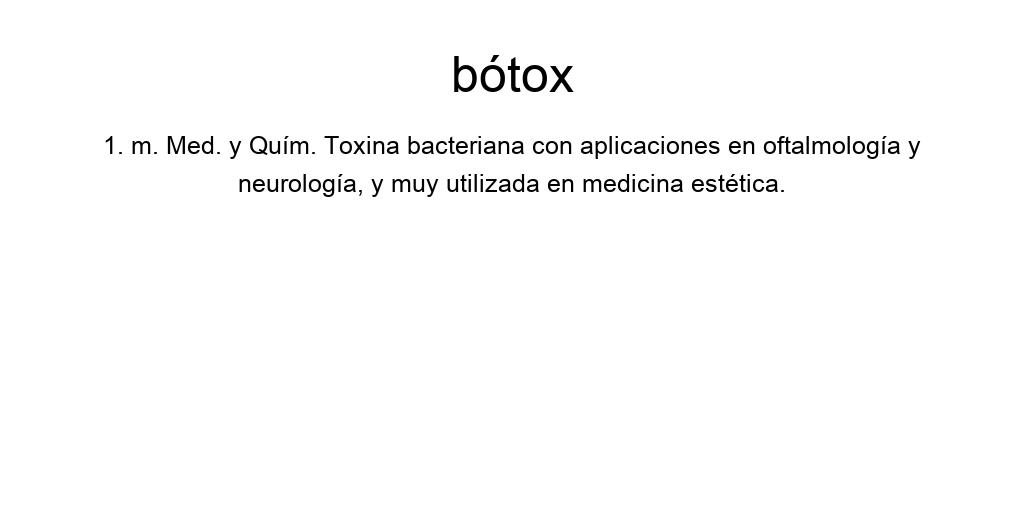 bótox
1. m. Med. y Quím. Toxina bacteriana con aplicaciones en oftalmología y
neurología, y muy utilizada en medicina estética.